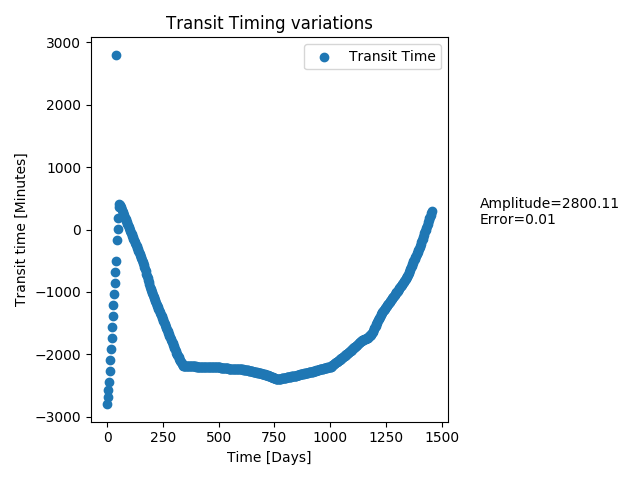 Transit Timing variations
Transit Time
3000
2000
1000
0
−1000
−2000
−3000
Transit time [Minutes]
0
250
500
750
1000
1250
1500
Time [Days]
Amplitude=2800.11
Error=0.01